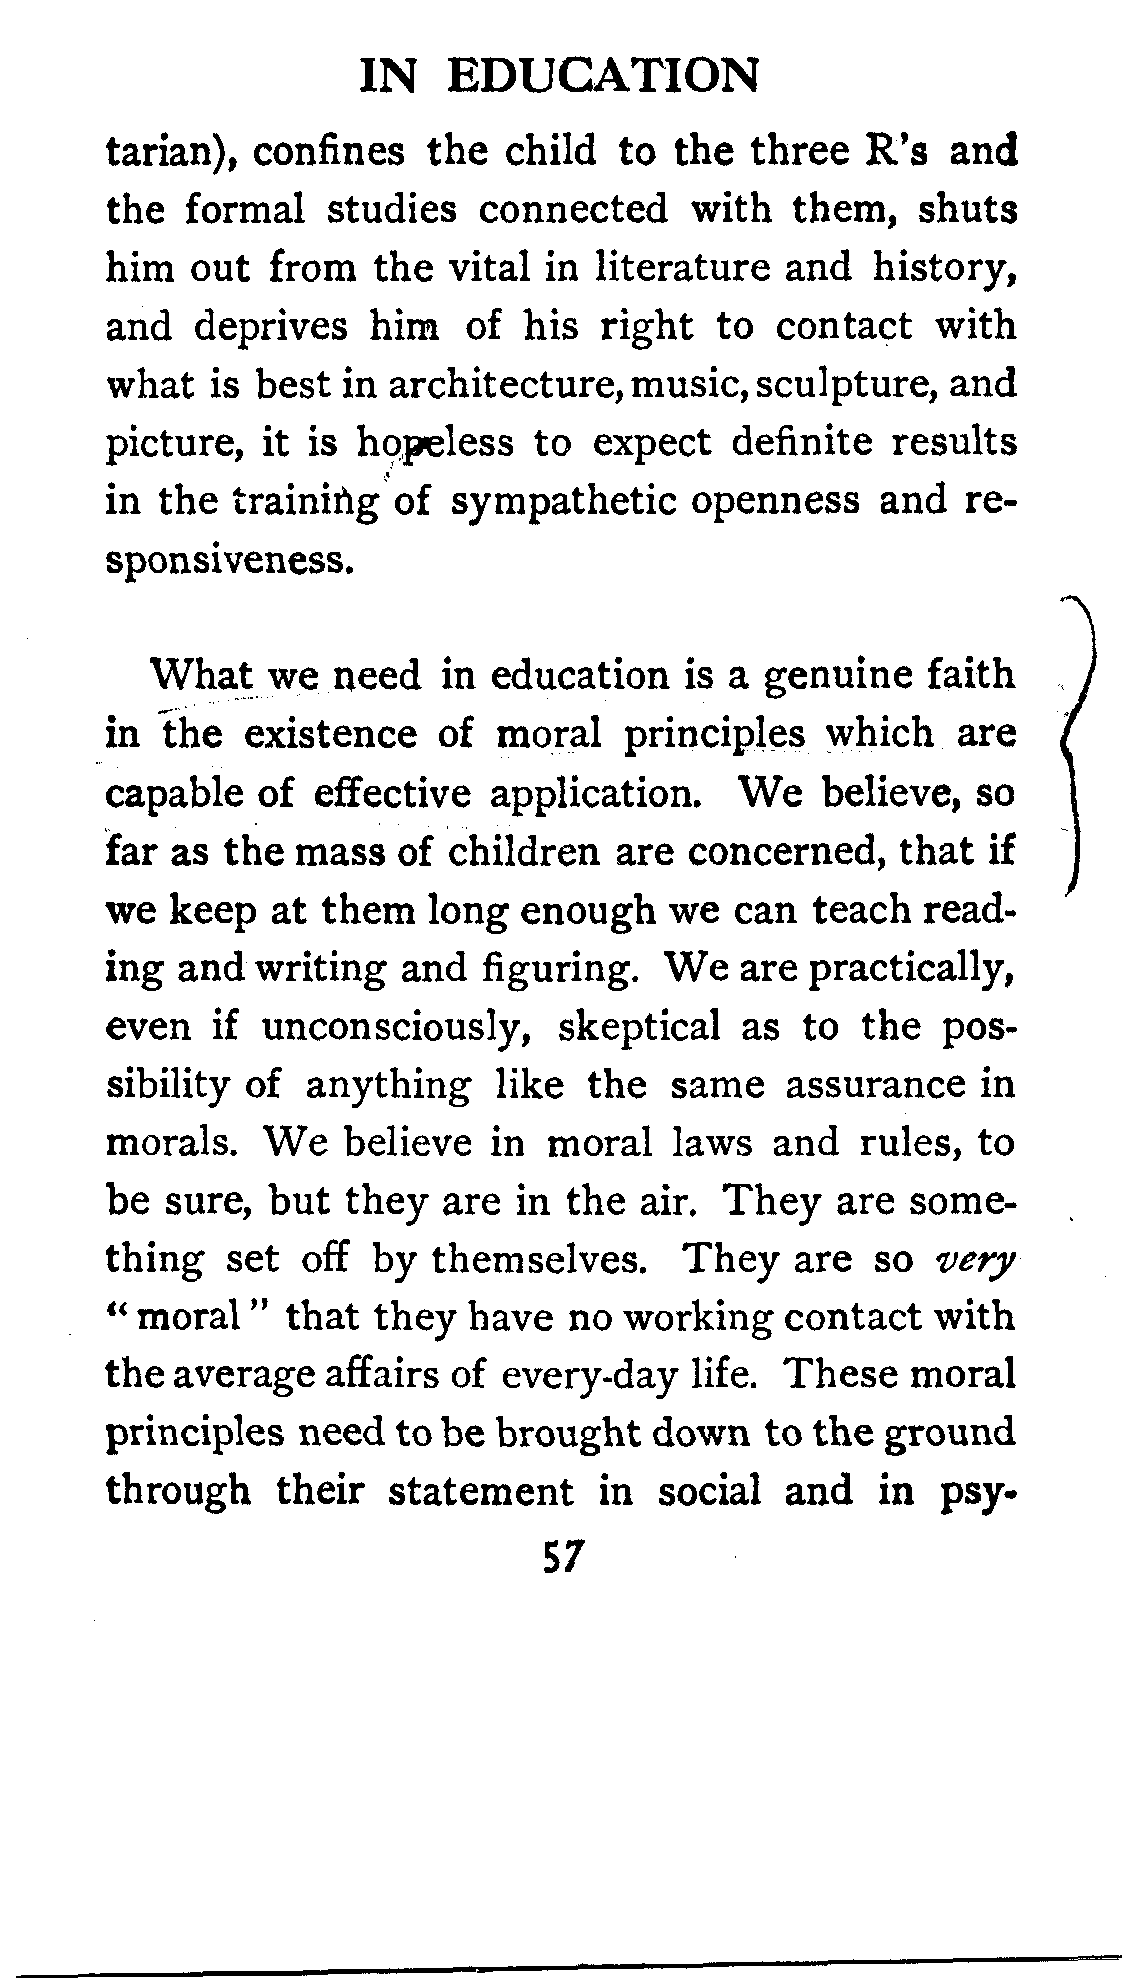 IN EDUCATION
tarian), confines the child to the three R's and
the formal studies connected with them, shuts
him out from the vital in literature and history,
and deprives him of his right to contact with
what is best in architecture, music, sculpture, and
picture, it is hopeless to expect definite results
in the training of sympathetic openness and re-
sponsiveness.
What we need in education is a genuine faith
in the existence of moral principles which are
capable of effective application. We believe, so
far as the mass of children are concerned, that if
we keep at them long enough we can teach read-
ing and writing and figuring. We are practically,
even if unconsciously, skeptical as to the pos-
sibility of anything like the same assurance in
morals. We believe in moral laws and rules, to
be sure, but they are in the air. They are some-
thing set off by themselves. They are so very
“ moral ” that they have no working contact with
the average affairs of every-day life. These moral
principles need to be brought down to the ground
through their statement in social and in psy-
57